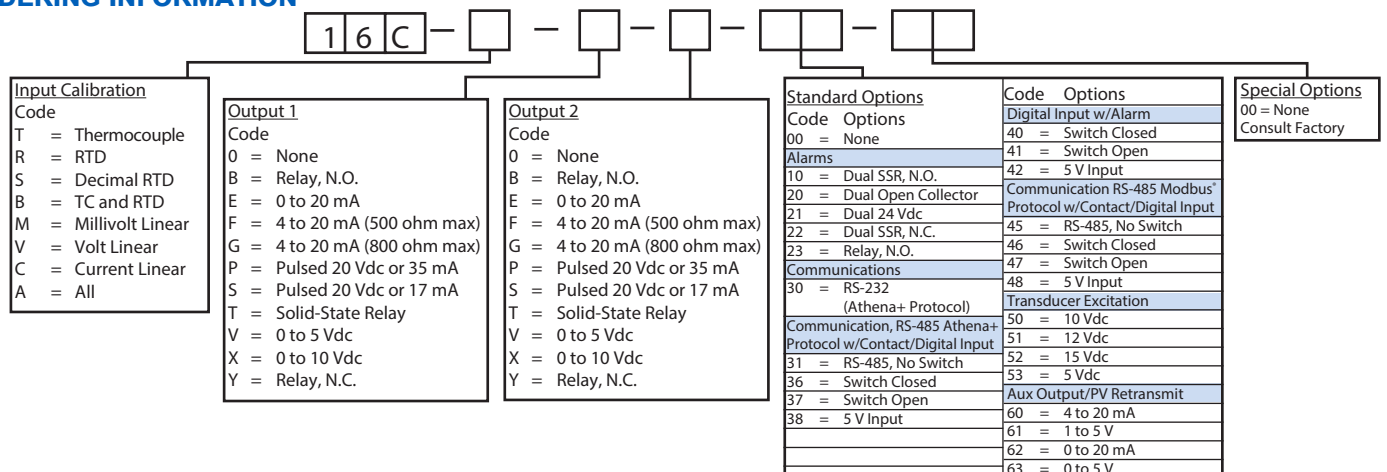 DERING INFORMATION
1 6 C – – – – –
Input Calibration
Code
T = Thermocouple
R = RTD
S = Decimal RTD
B = TC and RTD
M = Millivolt Linear
V = Volt Linear
C = Current Linear
A = All
Output 1
Code
0 = None
B = Relay, N.O.
E = 0 to 20 mA
F = 4 to 20 mA (500 ohm max)
G = 4 to 20 mA (800 ohm max)
P = Pulsed 20 Vdc or 35 mA
S = Pulsed 20 Vdc or 17 mA
T = Solid-State Relay
V = 0 to 5 Vdc
X = 0 to 10 Vdc
Y = Relay, N.C.
Output 2
Code
0 = None
B = Relay, N.O.
E = 0 to 20 mA
F = 4 to 20 mA (500 ohm max)
G = 4 to 20 mA (800 ohm max)
P = Pulsed 20 Vdc or 35 mA
S = Pulsed 20 Vdc or 17 mA
T = Solid-State Relay
V = 0 to 5 Vdc
X = 0 to 10 Vdc
Y = Relay, N.C.
Standard Options
Code Options
00 = None
Alarms
10 = Dual SSR, N.O.
20 = Dual Open Collector
21 = Dual 24 Vdc
22 = Dual SSR, N.C.
23 = Relay, N.O.
Communications
30 = RS-232
(Athena+ Protocol)
Communication, RS-485 Athena+
Protocol w/Contact/Digital Input
31 = RS-485, No Switch
36 = Switch Closed
37 = Switch Open
38 = 5 V Input
Code Options
Digital Input w/Alarm
40 = Switch Closed
41 = Switch Open
42 = 5 V Input
Communication RS-485 Modbus®
Protocol w/Contact/Digital Input
45 = RS-485, No Switch
46 = Switch Closed
47 = Switch Open
48 = 5 V Input
Transducer Excitation
50 = 10 Vdc
51 = 12 Vdc
52 = 15 Vdc
53 = 5 Vdc
Aux Output/PV Retransmit
60 = 4 to 20 mA
61 = 1 to 5 V
62 = 0 to 20 mA
63 = 0 to 5 V
Special Options
00 = None
Consult Factory